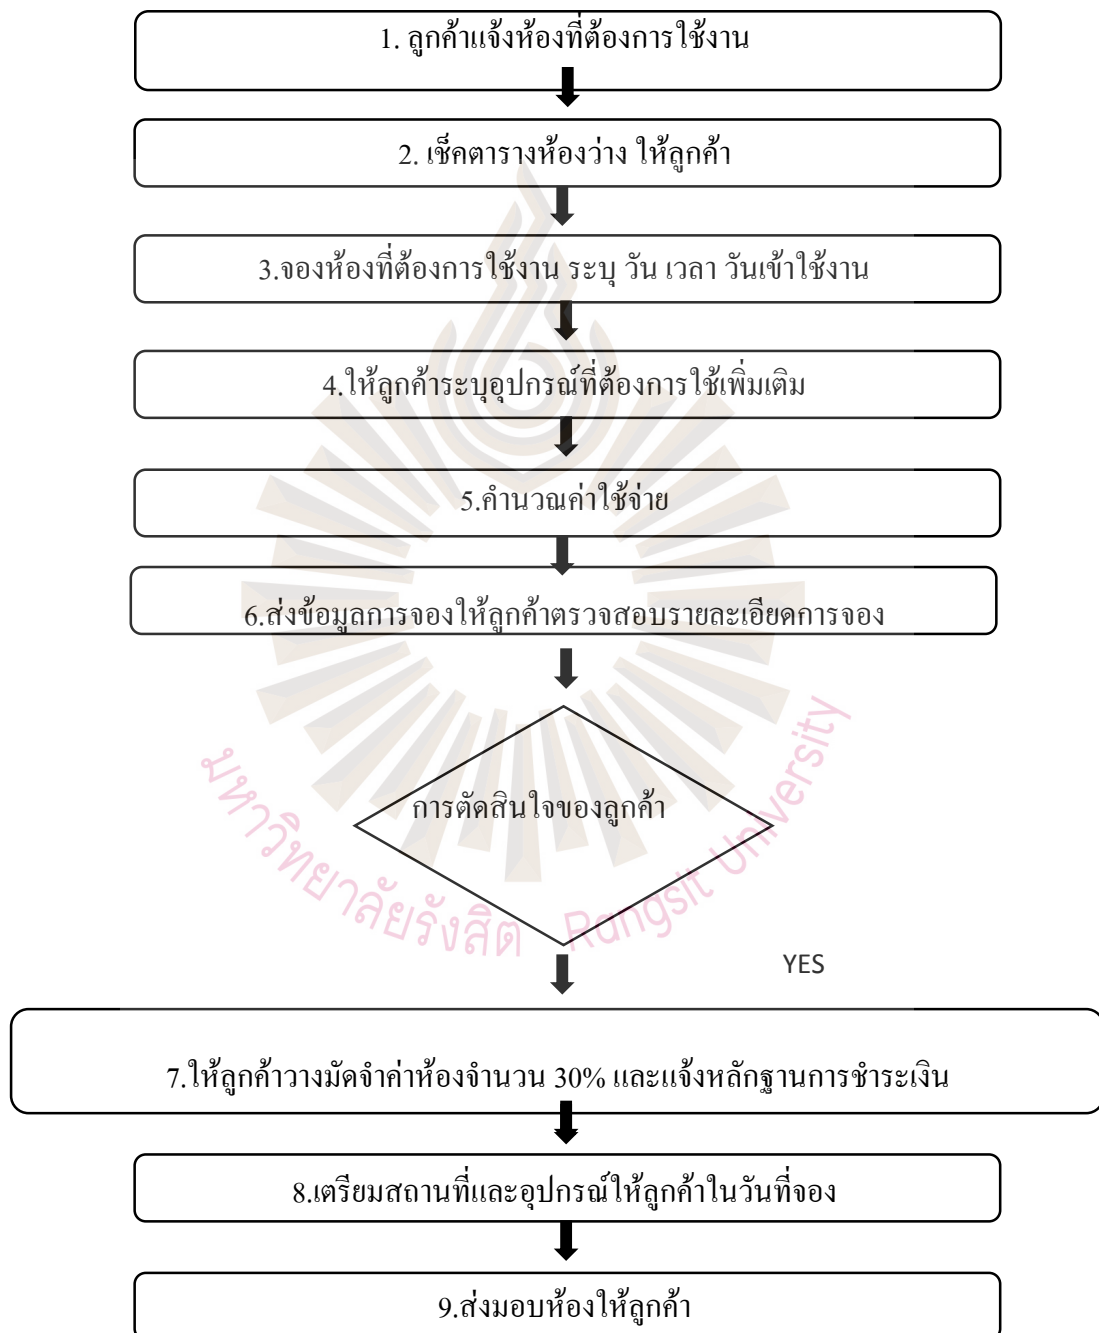 1. ลูกค้าแจ้งห้องที่ต้องการใช้งาน
2. เช็คตารางห้องว่าง ให้ลูกค้า
3.จองห้องที่ต้องการใช้งาน ระบุ วัน เวลา วันเข้าใช้งาน
4.ให้ลูกค้าระบุอุปกรณ์ที่ต้องการใช้เพิ่มเติม
5.คำนวณค่าใช้จ่าย
6.ส่งข้อมูลการจองให้ลูกค้าตรวจสอบรายละเอียดการจอง
การตัดสินใจของลูกค้า
มหาวิทยาลัยรังสิต Rangsit University
YES
7.ให้ลูกค้าวางมัดจำค่าห้องจำนวน 30% และแจ้งหลักฐานการชำระเงิน
8.เตรียมสถานที่และอุปกรณ์ให้ลูกค้าในวันที่จอง
9.ส่งมอบห้องให้ลูกค้า